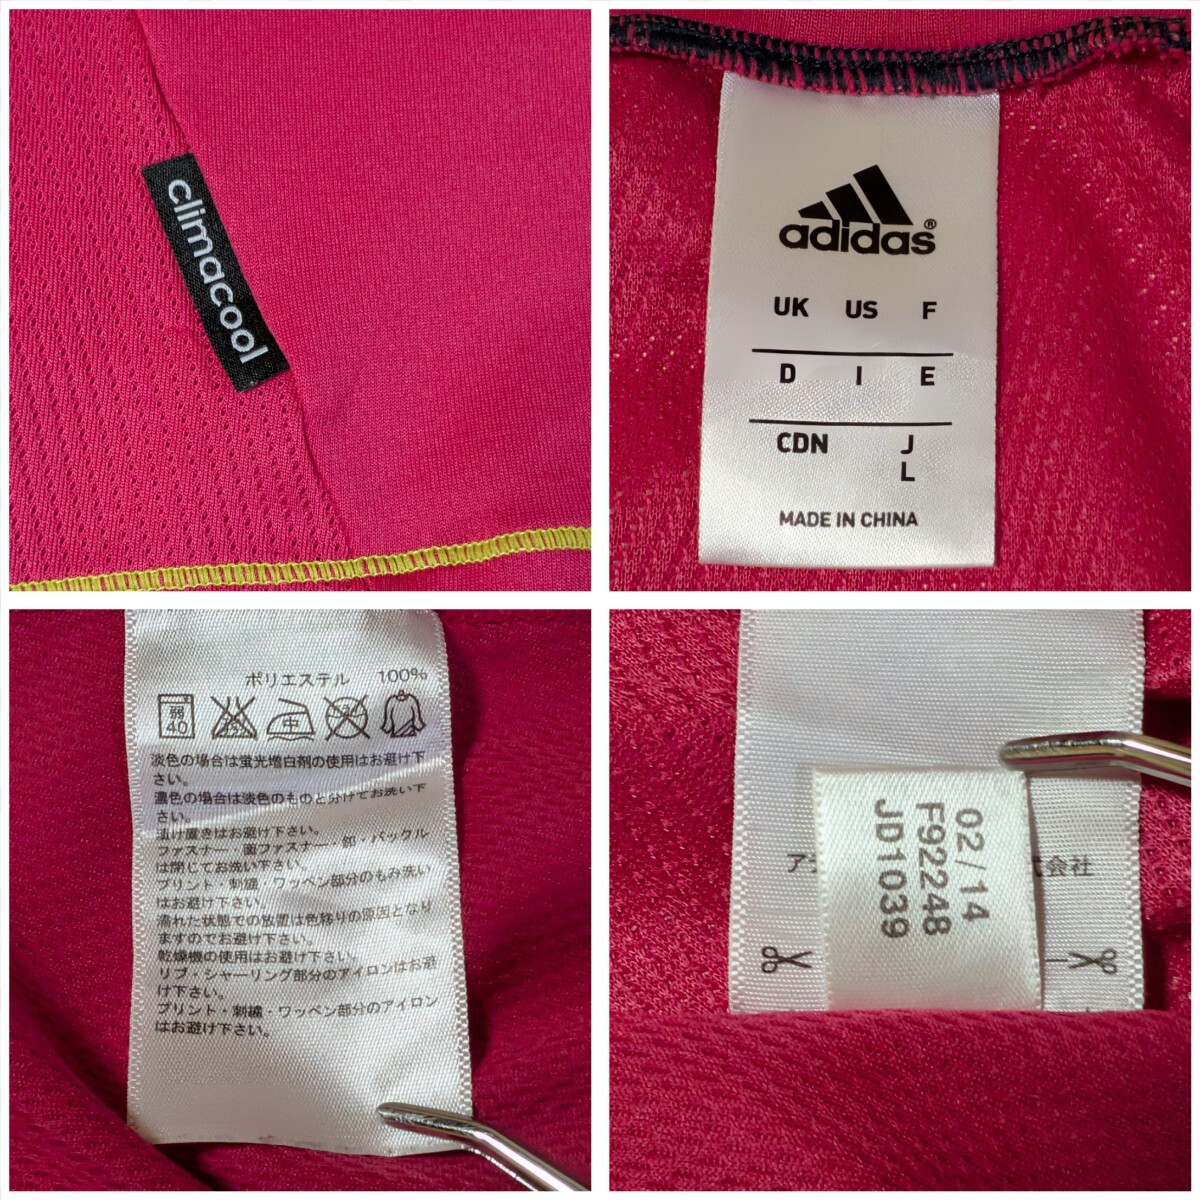 climacool
adidas®
UK US F
D I E
CDN J
L
MADE IN CHINA
ポリエステル 100%
弱
40
中
淡色の場合は蛍光増白剤の使用はお避け下
さい。
濃色の場合は淡色のものと分けてお洗い下
さい。
漬け置きはお避け下さい。
ファスナー・面ファスナー・釦・バックル
は閉じてお洗い下さい。
プリント・刺繍・ワッペン部分のもみ洗い
はお避け下さい。
濡れた状態での放置は色移りの原因となり
ますのでお避け下さい。
乾燥機の使用はお避け下さい。
リブ・シャーリング部分のアイロンはお避
け下さい。
プリント・刺繍・ワッペン部分のアイロン
はお避け下さい。
02/14
F92248
JD1039
会社